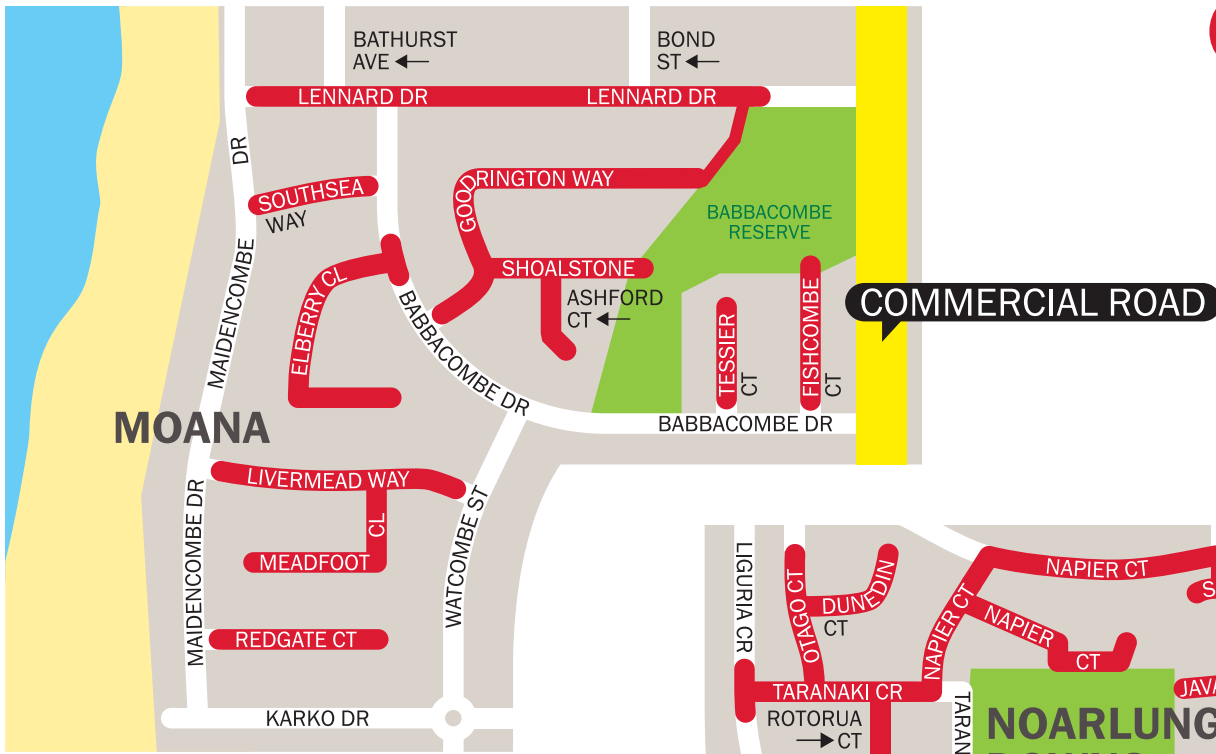 BATHURST
AVE
BOND
ST
LENNARD DR
LENNARD DR
DR
SOUTHSEA
WAY
GOODRINGTON WAY
BABBACOMBE
RESERVE
SHOALSTONE
ASHFORD
CT
ELBERRY CL
MAIDENCOMBE
BABBACOMBE DR
TESSIER
CT
FISHCOMBE
CT
COMMERCIAL ROAD
MOANA
BABBACOMBE DR
LIVERMEAD WAY
CL
MEADFOOT
MAIDENCOMBE DR
WATCOMBE ST
REDGATE CT
KARKO DR
LIGURIA CR
OTAGO CT
DUNEDIN
CT
NAPIER CT
NAPIER CT
NAPIER
CT
S
TARANAKI CR
ROTORUA
CT
TARAN
JAVA
NOARLUNG